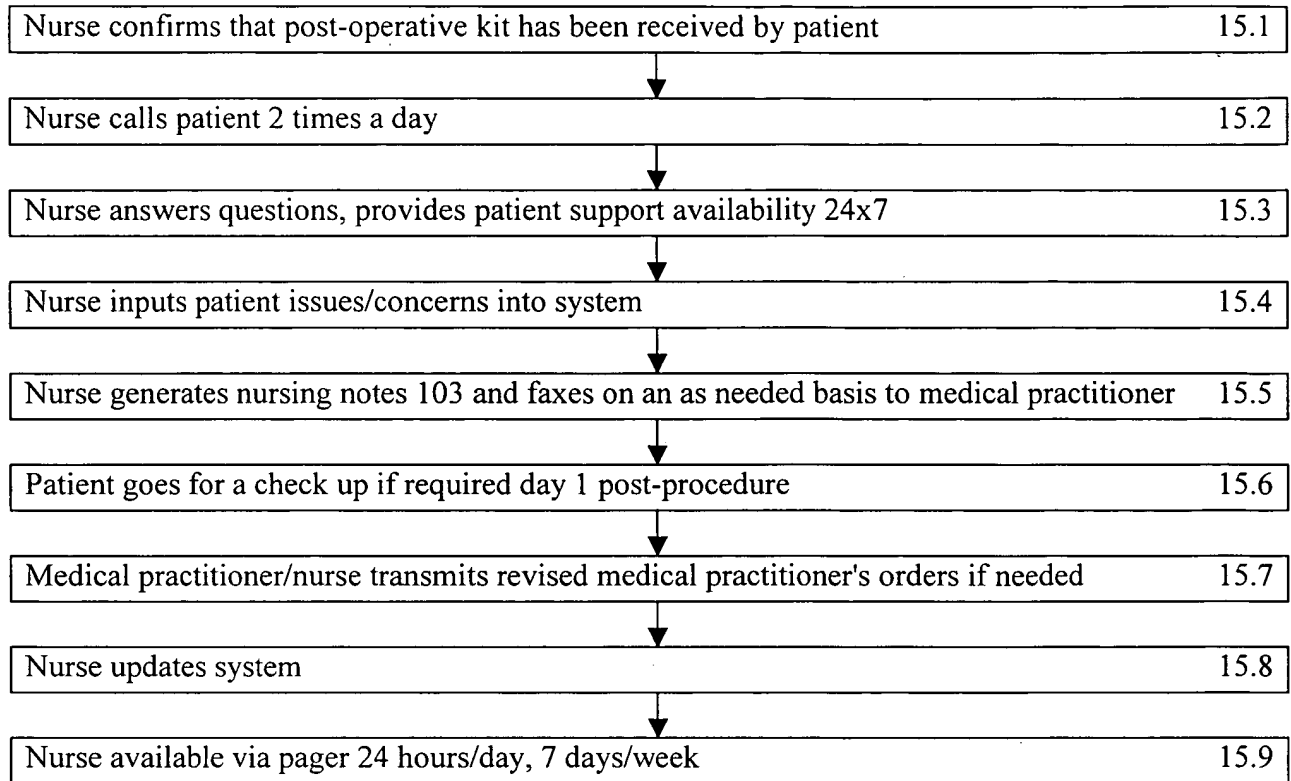 Nurse confirms that post-operative kit has been received by patient 15.1
Nurse calls patient 2 times a day 15.2
Nurse answers questions, provides patient support availability 24x7 15.3
Nurse inputs patient issues/concerns into system 15.4
Nurse generates nursing notes 103 and faxes on an as needed basis to medical practitioner 15.5
Patient goes for a check up if required day 1 post-procedure 15.6
Medical practitioner/nurse transmits revised medical practitioner's orders if needed 15.7
Nurse updates system 15.8
Nurse available via pager 24 hours/day, 7 days/week 15.9